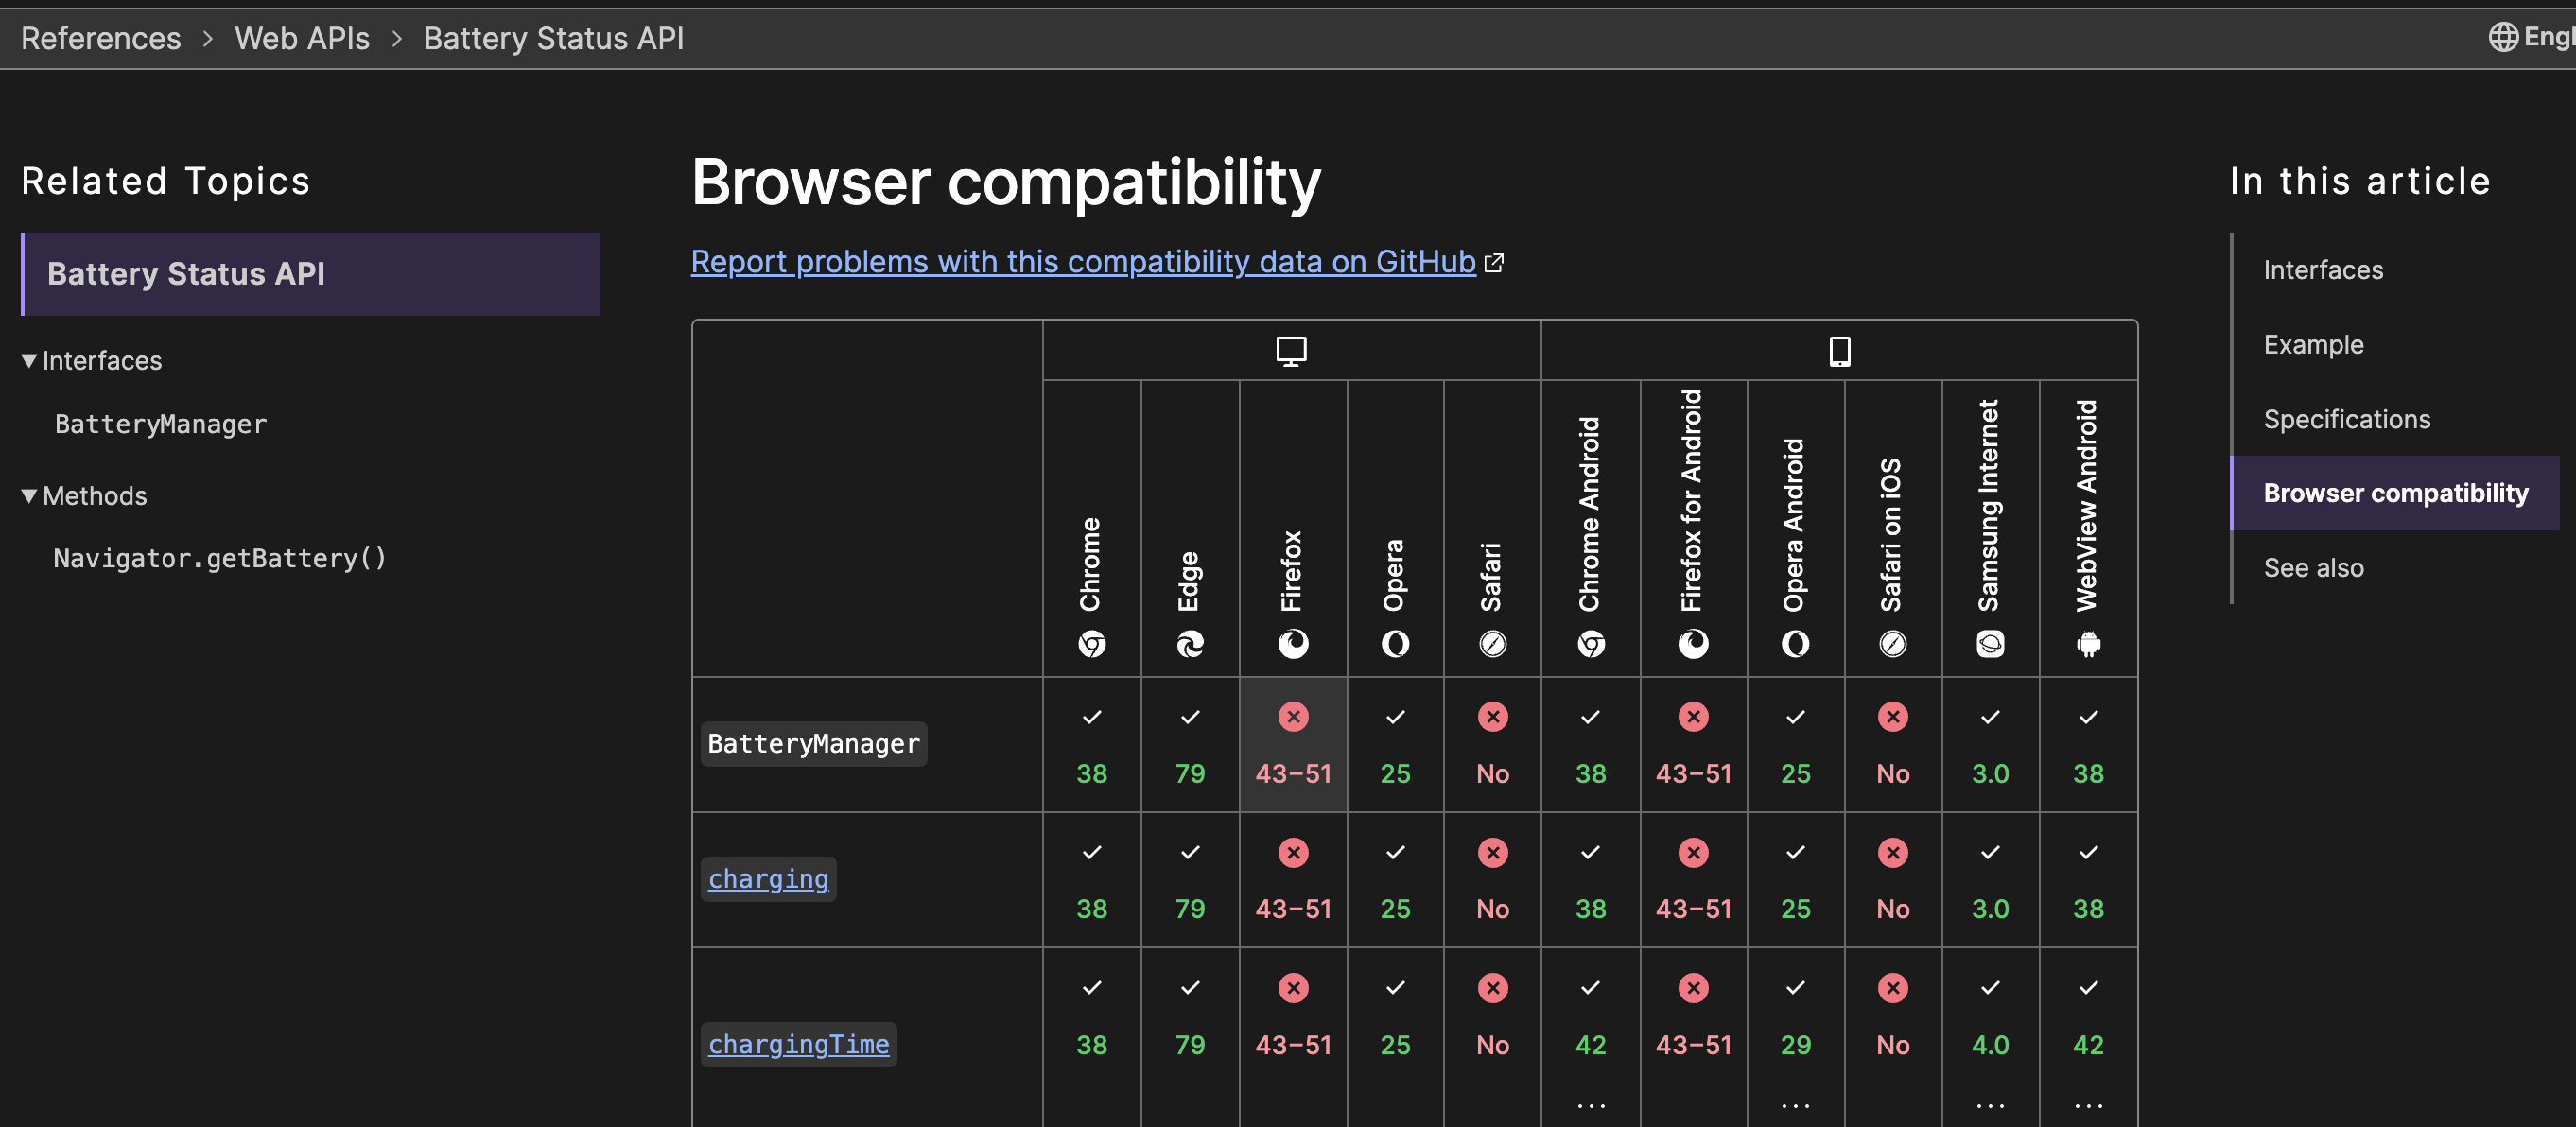 References > Web APIs > Battery Status API
Engl
Related Topics
Battery Status API
▼ Interfaces
BatteryManager
▼ Methods
Navigator.getBattery()
Browser compatibility
Report problems with this compatibility data on GitHub
Chrome
Edge
Firefox
Opera
Safari
Chrome Android
Firefox for Android
Opera Android
Safari on iOS
Samsung Internet
WebView Android
BatteryManager
38 79 43–51 25 No 38 43–51 25 No 3.0 38
charging
38 79 43–51 25 No 38 43–51 25 No 3.0 38
chargingTime
38 79 43–51 25 No 42 43–51 29 No 4.0 42
... ... ... ...
In this article
Interfaces
Example
Specifications
Browser compatibility
See also